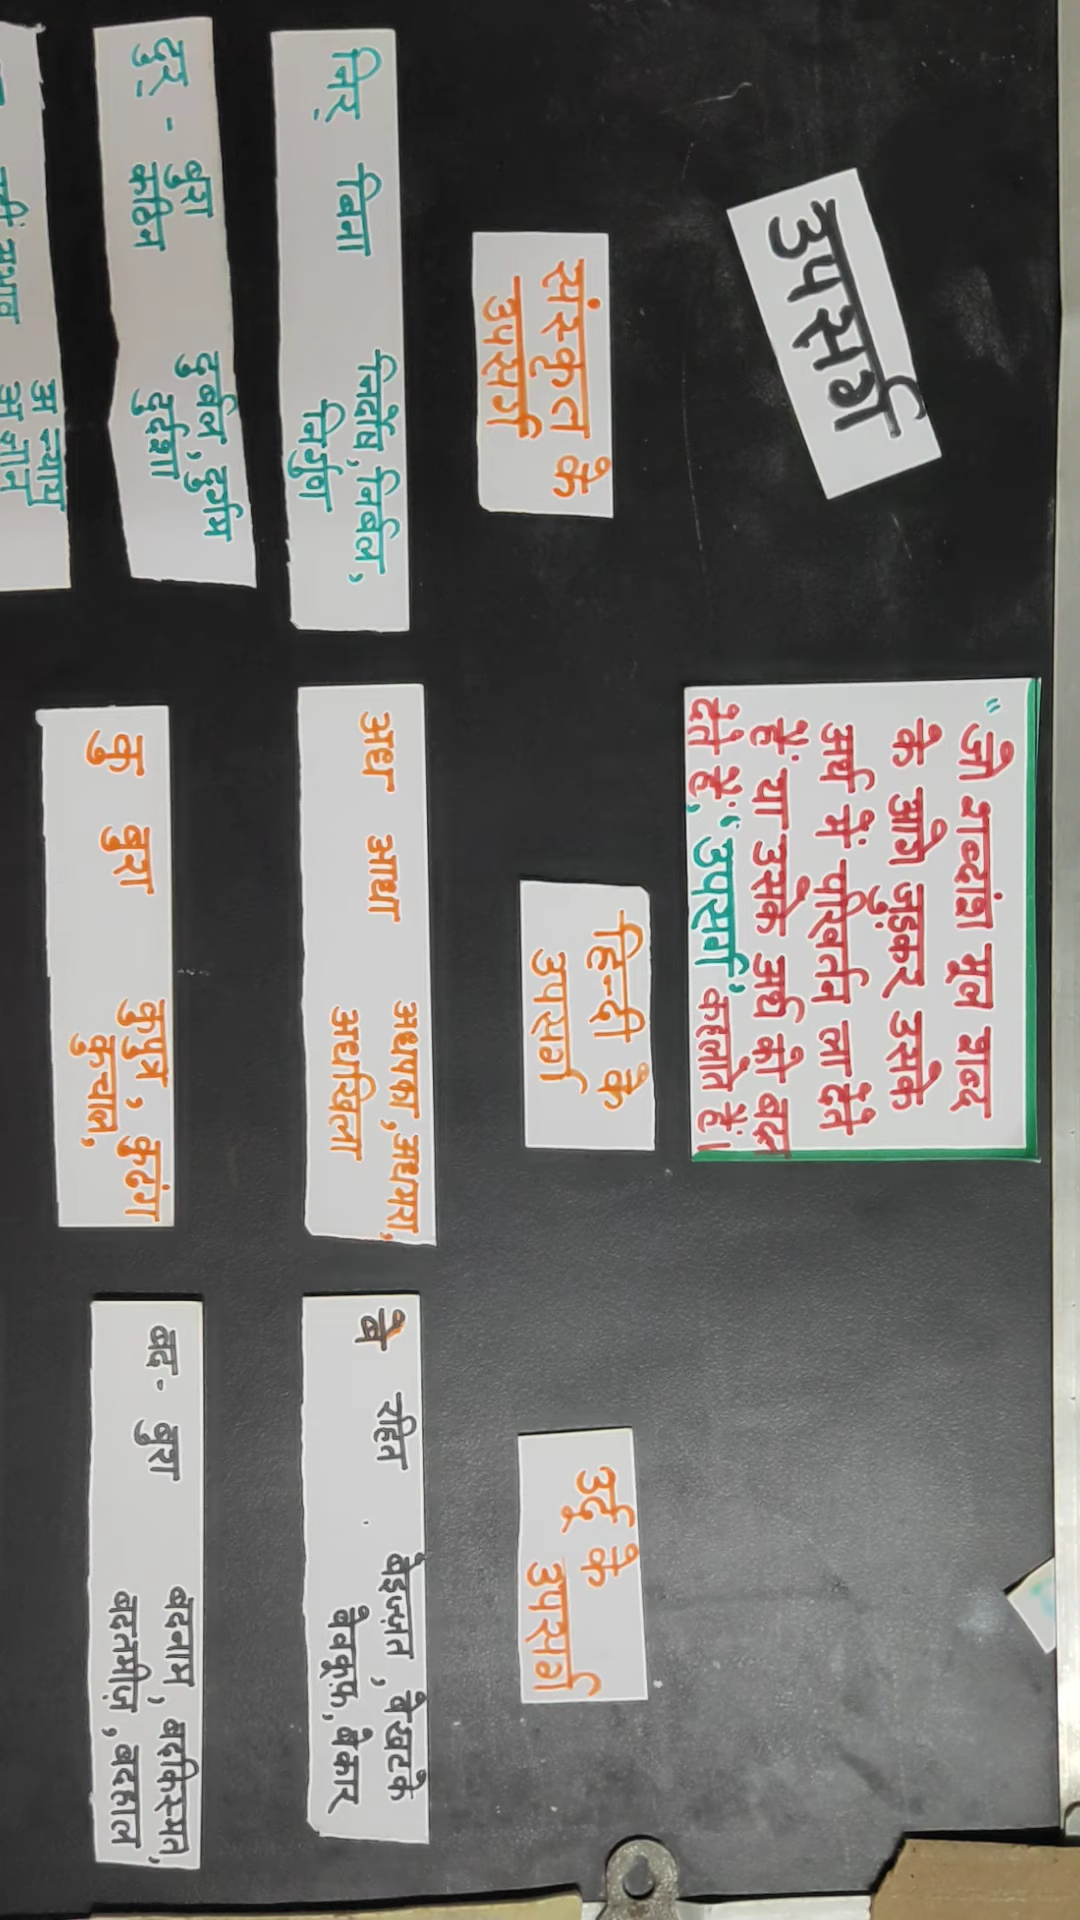 उपसर्ग
"जो शब्दांश मूल शब्द
के आगे जुड़कर उसके
अर्थ में परिवर्तन ला देते
हैं या उसके अर्थ को बदल
देते हैं, "उपसर्ग" कहलाते हैं।
संस्कृत के
उपसर्ग
हिन्दी के
उपसर्ग
उर्दू के
उपसर्ग
निर् बिना निर्दोष, निर्बल,
निर्गुण
अध आधा अधपका, अधमरा,
अधखिला
बे रहित बेइज्जत, बेखटके
बेवकूफ, बेकार
दुर् - बुरा दुर्बल, दुर्गम
कठिन दुर्दशा
कु बुरा कुपुत्र, कुढंग
कुचाल,
बद - बुरा बदनाम, बदकिस्मत,
बदतमीज, बदहाल
अन्याय
अज्ञान